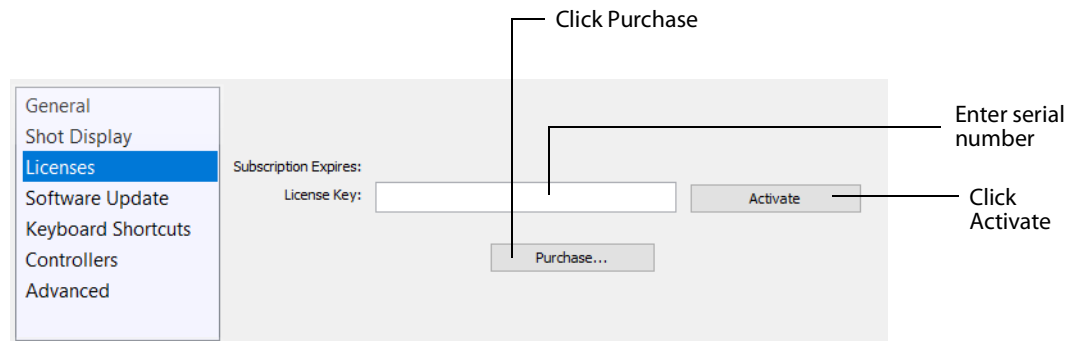 Click Purchase
General
Shot Display
Licenses
Software Update
Keyboard Shortcuts
Controllers
Advanced
Subscription Expires:
License Key:
Activate
Purchase...
Enter serial
number
Click
Activate